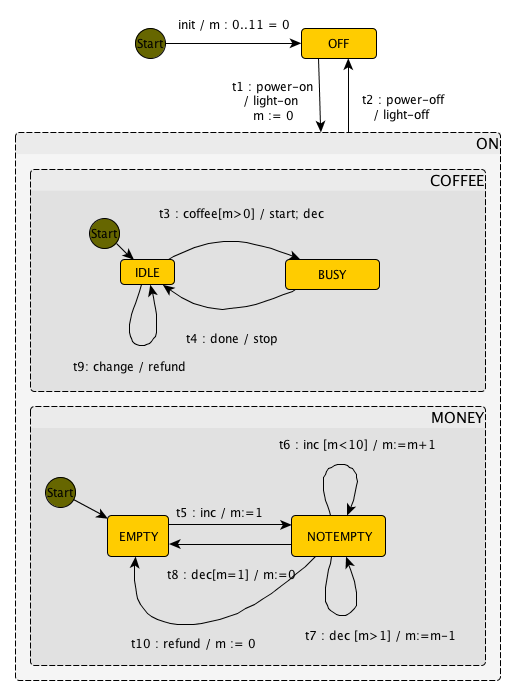 init / m : 0..11 = 0
Start
OFF
t1 : power-on
/ light-on
m := 0
t2 : power-off
/ light-off
ON
COFFEE
t3 : coffee[m>0] / start; dec
Start
IDLE
BUSY
t4 : done / stop
t9: change / refund
MONEY
t6 : inc [m<10] / m:=m+1
Start
t5 : inc / m:=1
EMPTY
NOTEMPTY
t8 : dec[m=1] / m:=0
t10 : refund / m := 0
t7 : dec [m>1] / m:=m-1